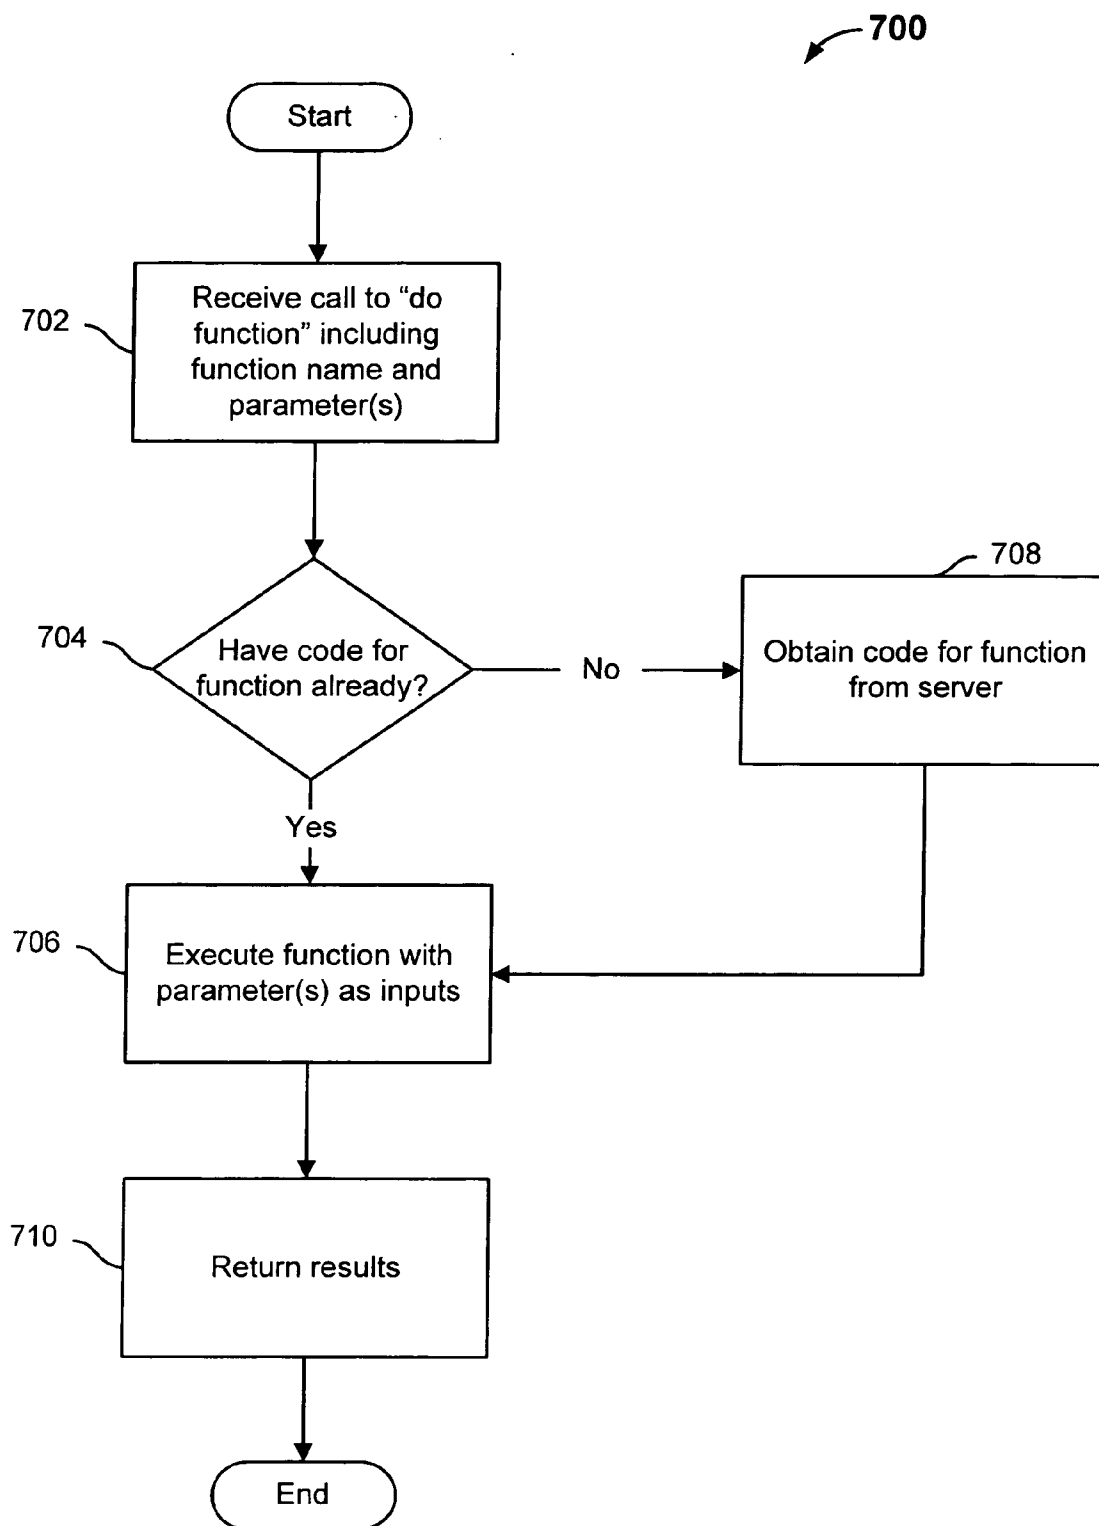 700
Start
702
Receive call to “do
function” including
function name and
parameter(s)
704
Have code for
function already?
No
708
Obtain code for function
from server
Yes
706
Execute function with
parameter(s) as inputs
710
Return results
End